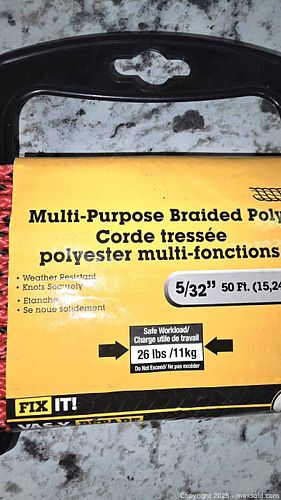 Multi-Purpose Braided Poly
Corde tressée
polyester multi-fonctions
• Weather Resistant
• Knots Securely
• Etanche
• Se noue solidement
5/32" 50 Ft. (15,24
Safe Workload/
Charge utile de travail
26 lbs /11kg
Do Not Exceed/ Ne pas excéder
FIX IT!
VAS-Y RÉPARE
Copyright 2025 - maxsold.com